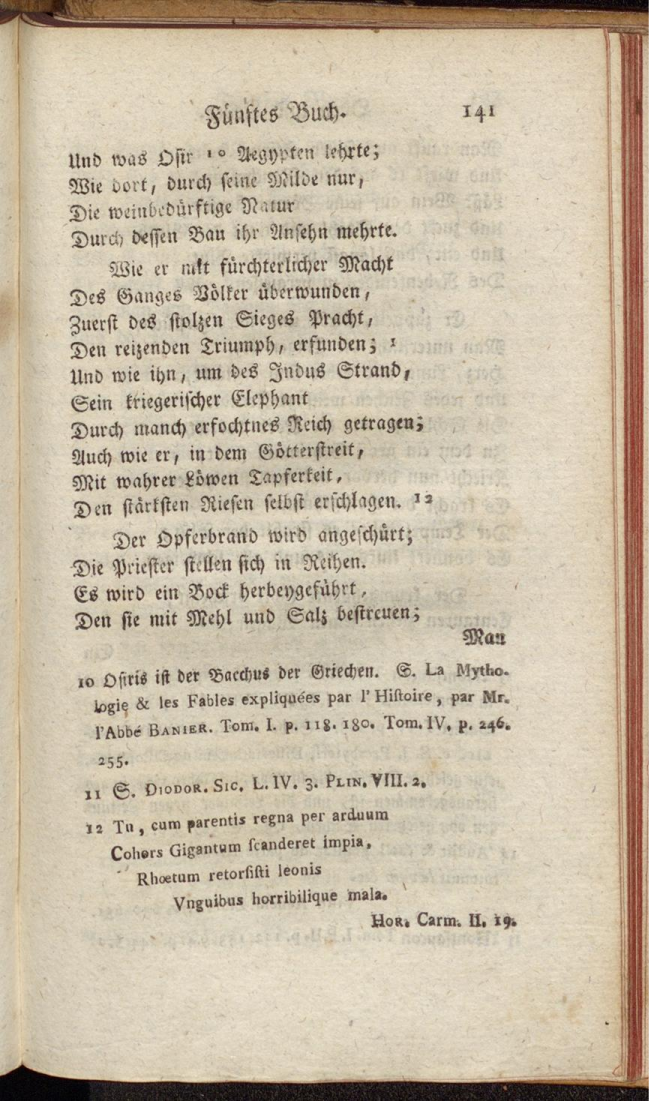 Fünftes Buch. 141
Und was Osir 10 Aegypten lehrte;
Wie dort, durch seine Milde nur,
Die weinbedürftige Natur
Durch dessen Bau ihr Ansehn mehrte.
Wie er mit fürchterlicher Macht
Des Ganges Völker überwunden,
Zuerst des stolzen Sieges Pracht,
Den reizenden Triumph, erfunden; 1
Und wie ihn, um des Indus Strand,
Sein kriegerischer Elephant
Durch manch erfochtnes Reich getragen;
Auch wie er, in dem Götterstreit,
Mit wahrer Löwen Tapferkeit,
Den stärksten Riesen selbst erschlagen. 12
Der Opferbrand wird angeschürt;
Die Priester stellen sich in Reihen.
Es wird ein Bock herbeygeführt,
Den sie mit Mehl und Salz bestreuen;
Man
10 Osiris ist der Bacchus der Griechen. S. La Mytho-
logie & les Fables expliquées par l'Histoire, par Mr.
l'Abbé BANIER. Tom. I. p. 118. 180. Tom. IV. p. 246.
255.
11 S. DIODOR. SIC. L. IV. 3. PLIN. VIII. 2.
12 Tu, cum parentis regna per arduum
Cohors Gigantum scanderet impia,
Rhœtum retorsisti leonis
Vnguibus horribilique mala.
HOR. Carm. II. 19.